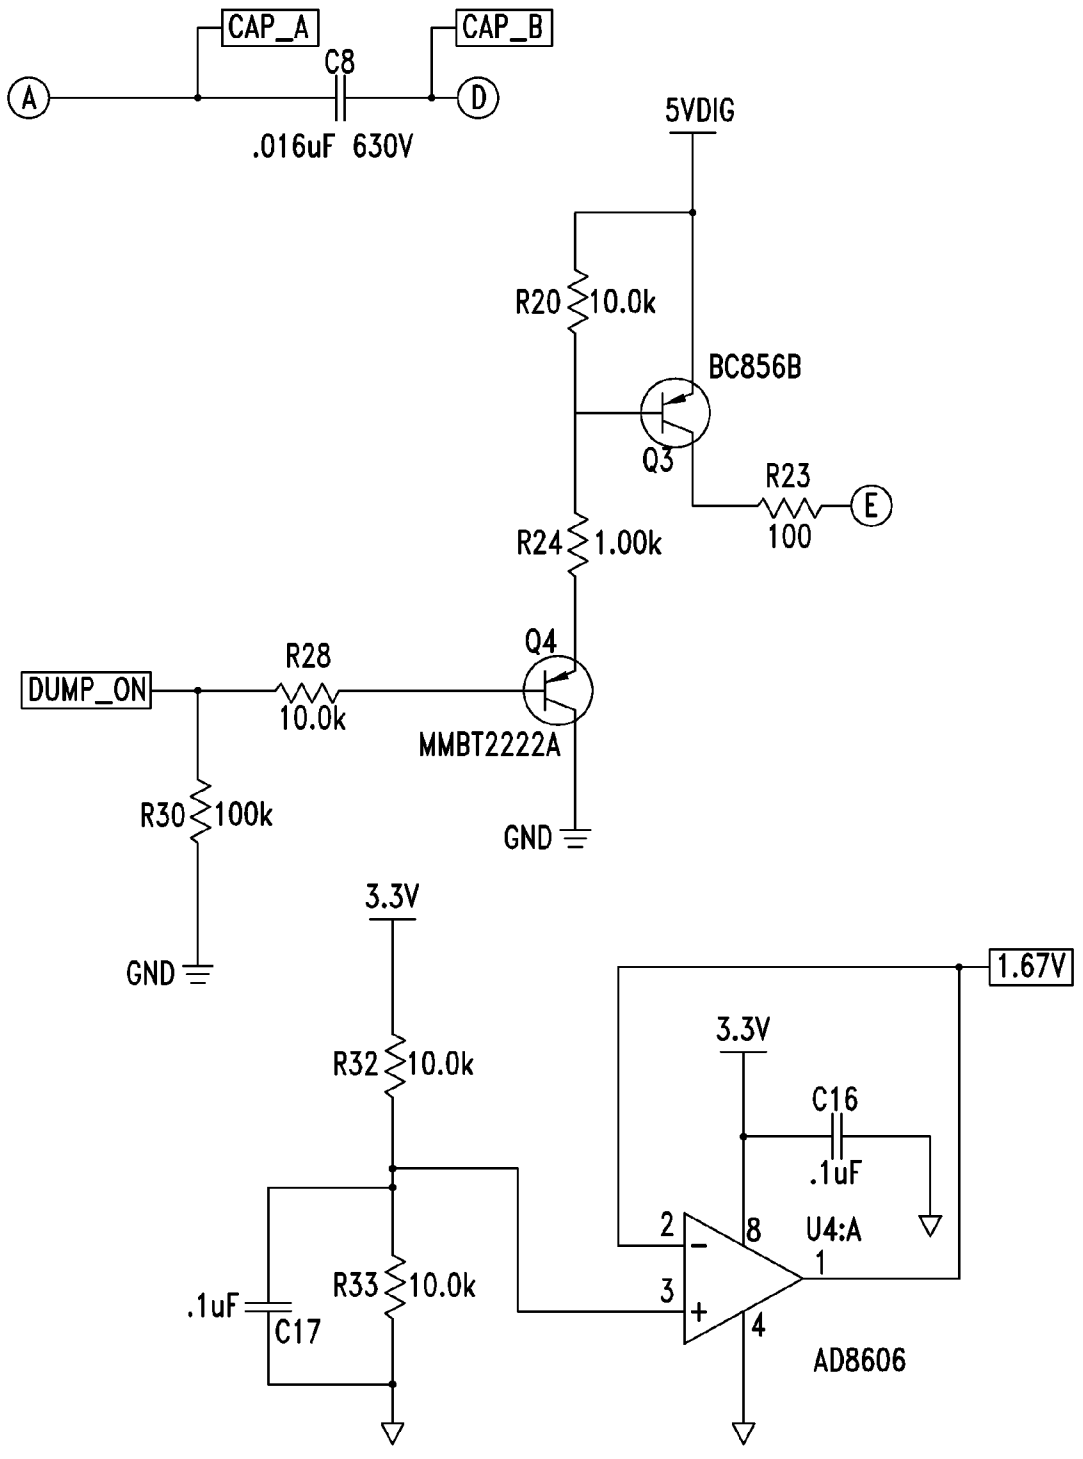 CAP_A
CAP_B
C8
A
D
.016uF 630V
5VDIG
R20
10.0k
BC856B
Q3
R23
E
100
R24
1.00k
Q4
R28
DUMP_ON
10.0k
MMBT2222A
R30
100k
GND
3.3V
GND
1.67V
3.3V
R32
10.0k
C16
.1uF
2
8
U4:A
−
1
3
R33
10.0k
.1uF
+
4
C17
AD8606